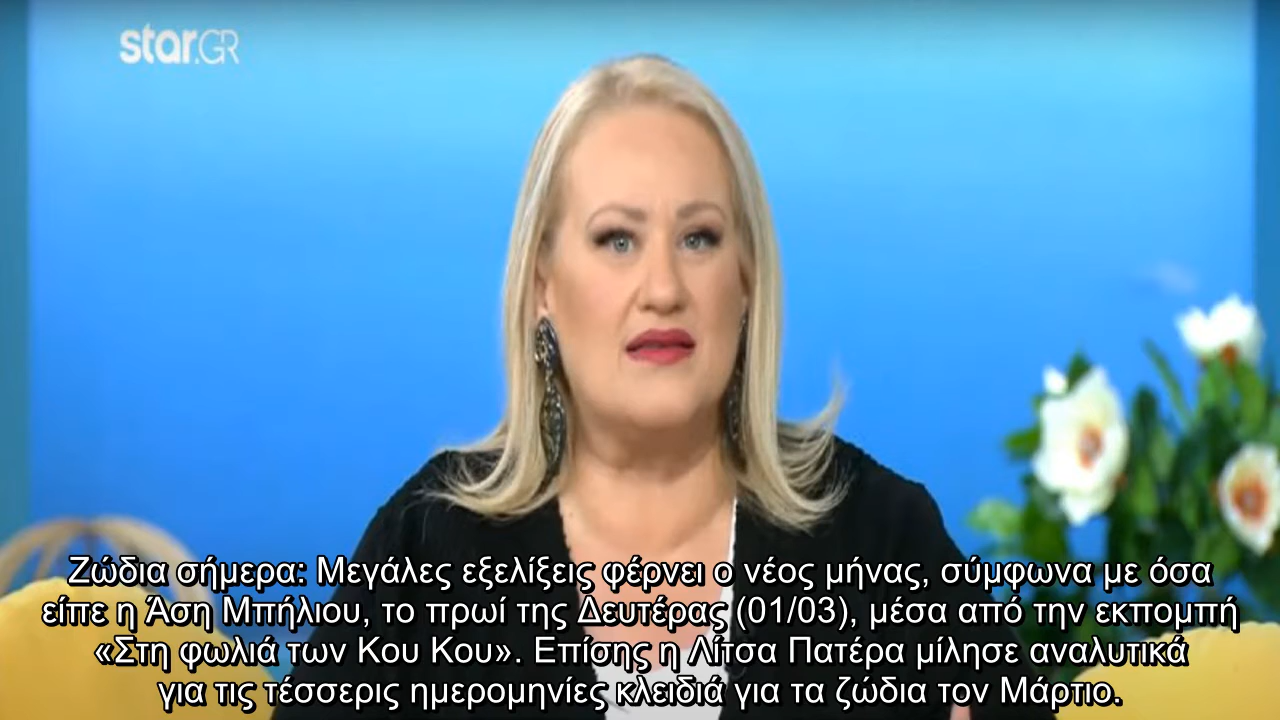 star.GR
Ζώδια σήμερα: Μεγάλες εξελίξεις φέρνει ο νέος μήνας, σύμφωνα με όσα
είπε η Άση Μπήλιου, το πρωί της Δευτέρας (01/03), μέσα από την εκπομπή
«Στη φωλιά των Κου Κου». Επίσης η Λίτσα Πατέρα μίλησε αναλυτικά
για τις τέσσερις ημερομηνίες κλειδιά για τα ζώδια τον Μάρτιο.